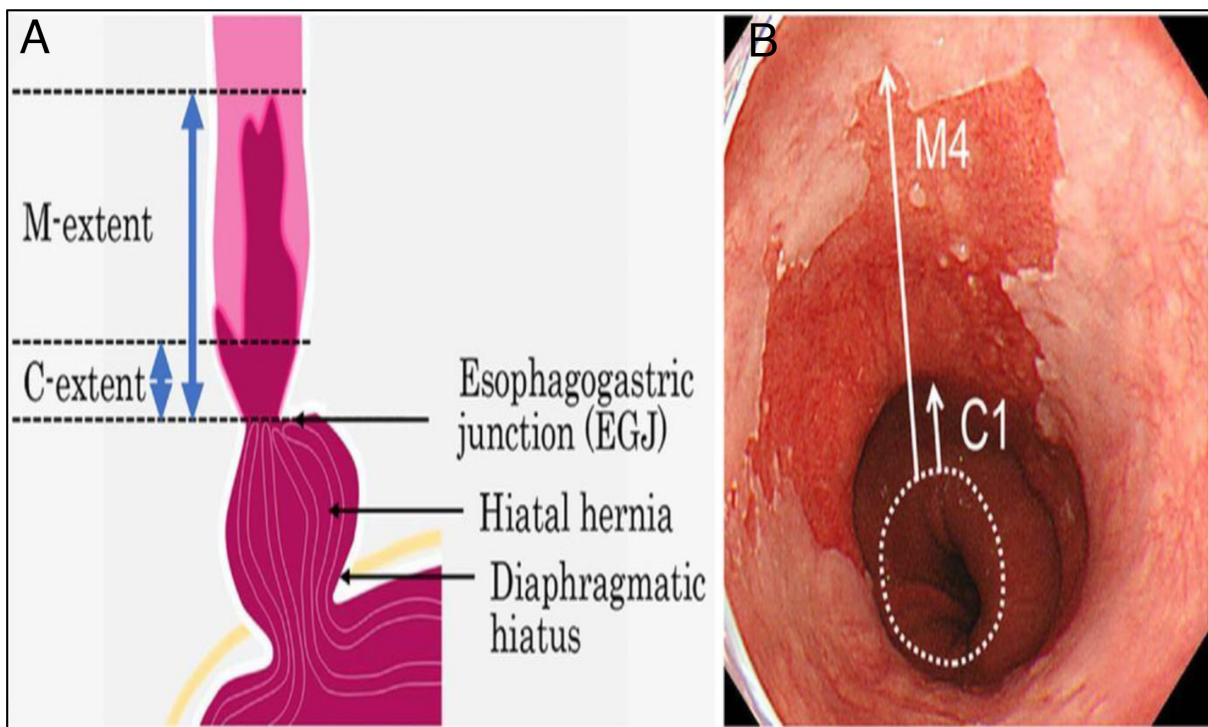 A
M-extent
C-extent
Esophagogastric
junction (EGJ)
Hiatal hernia
Diaphragmatic
hiatus
B
M4
C1